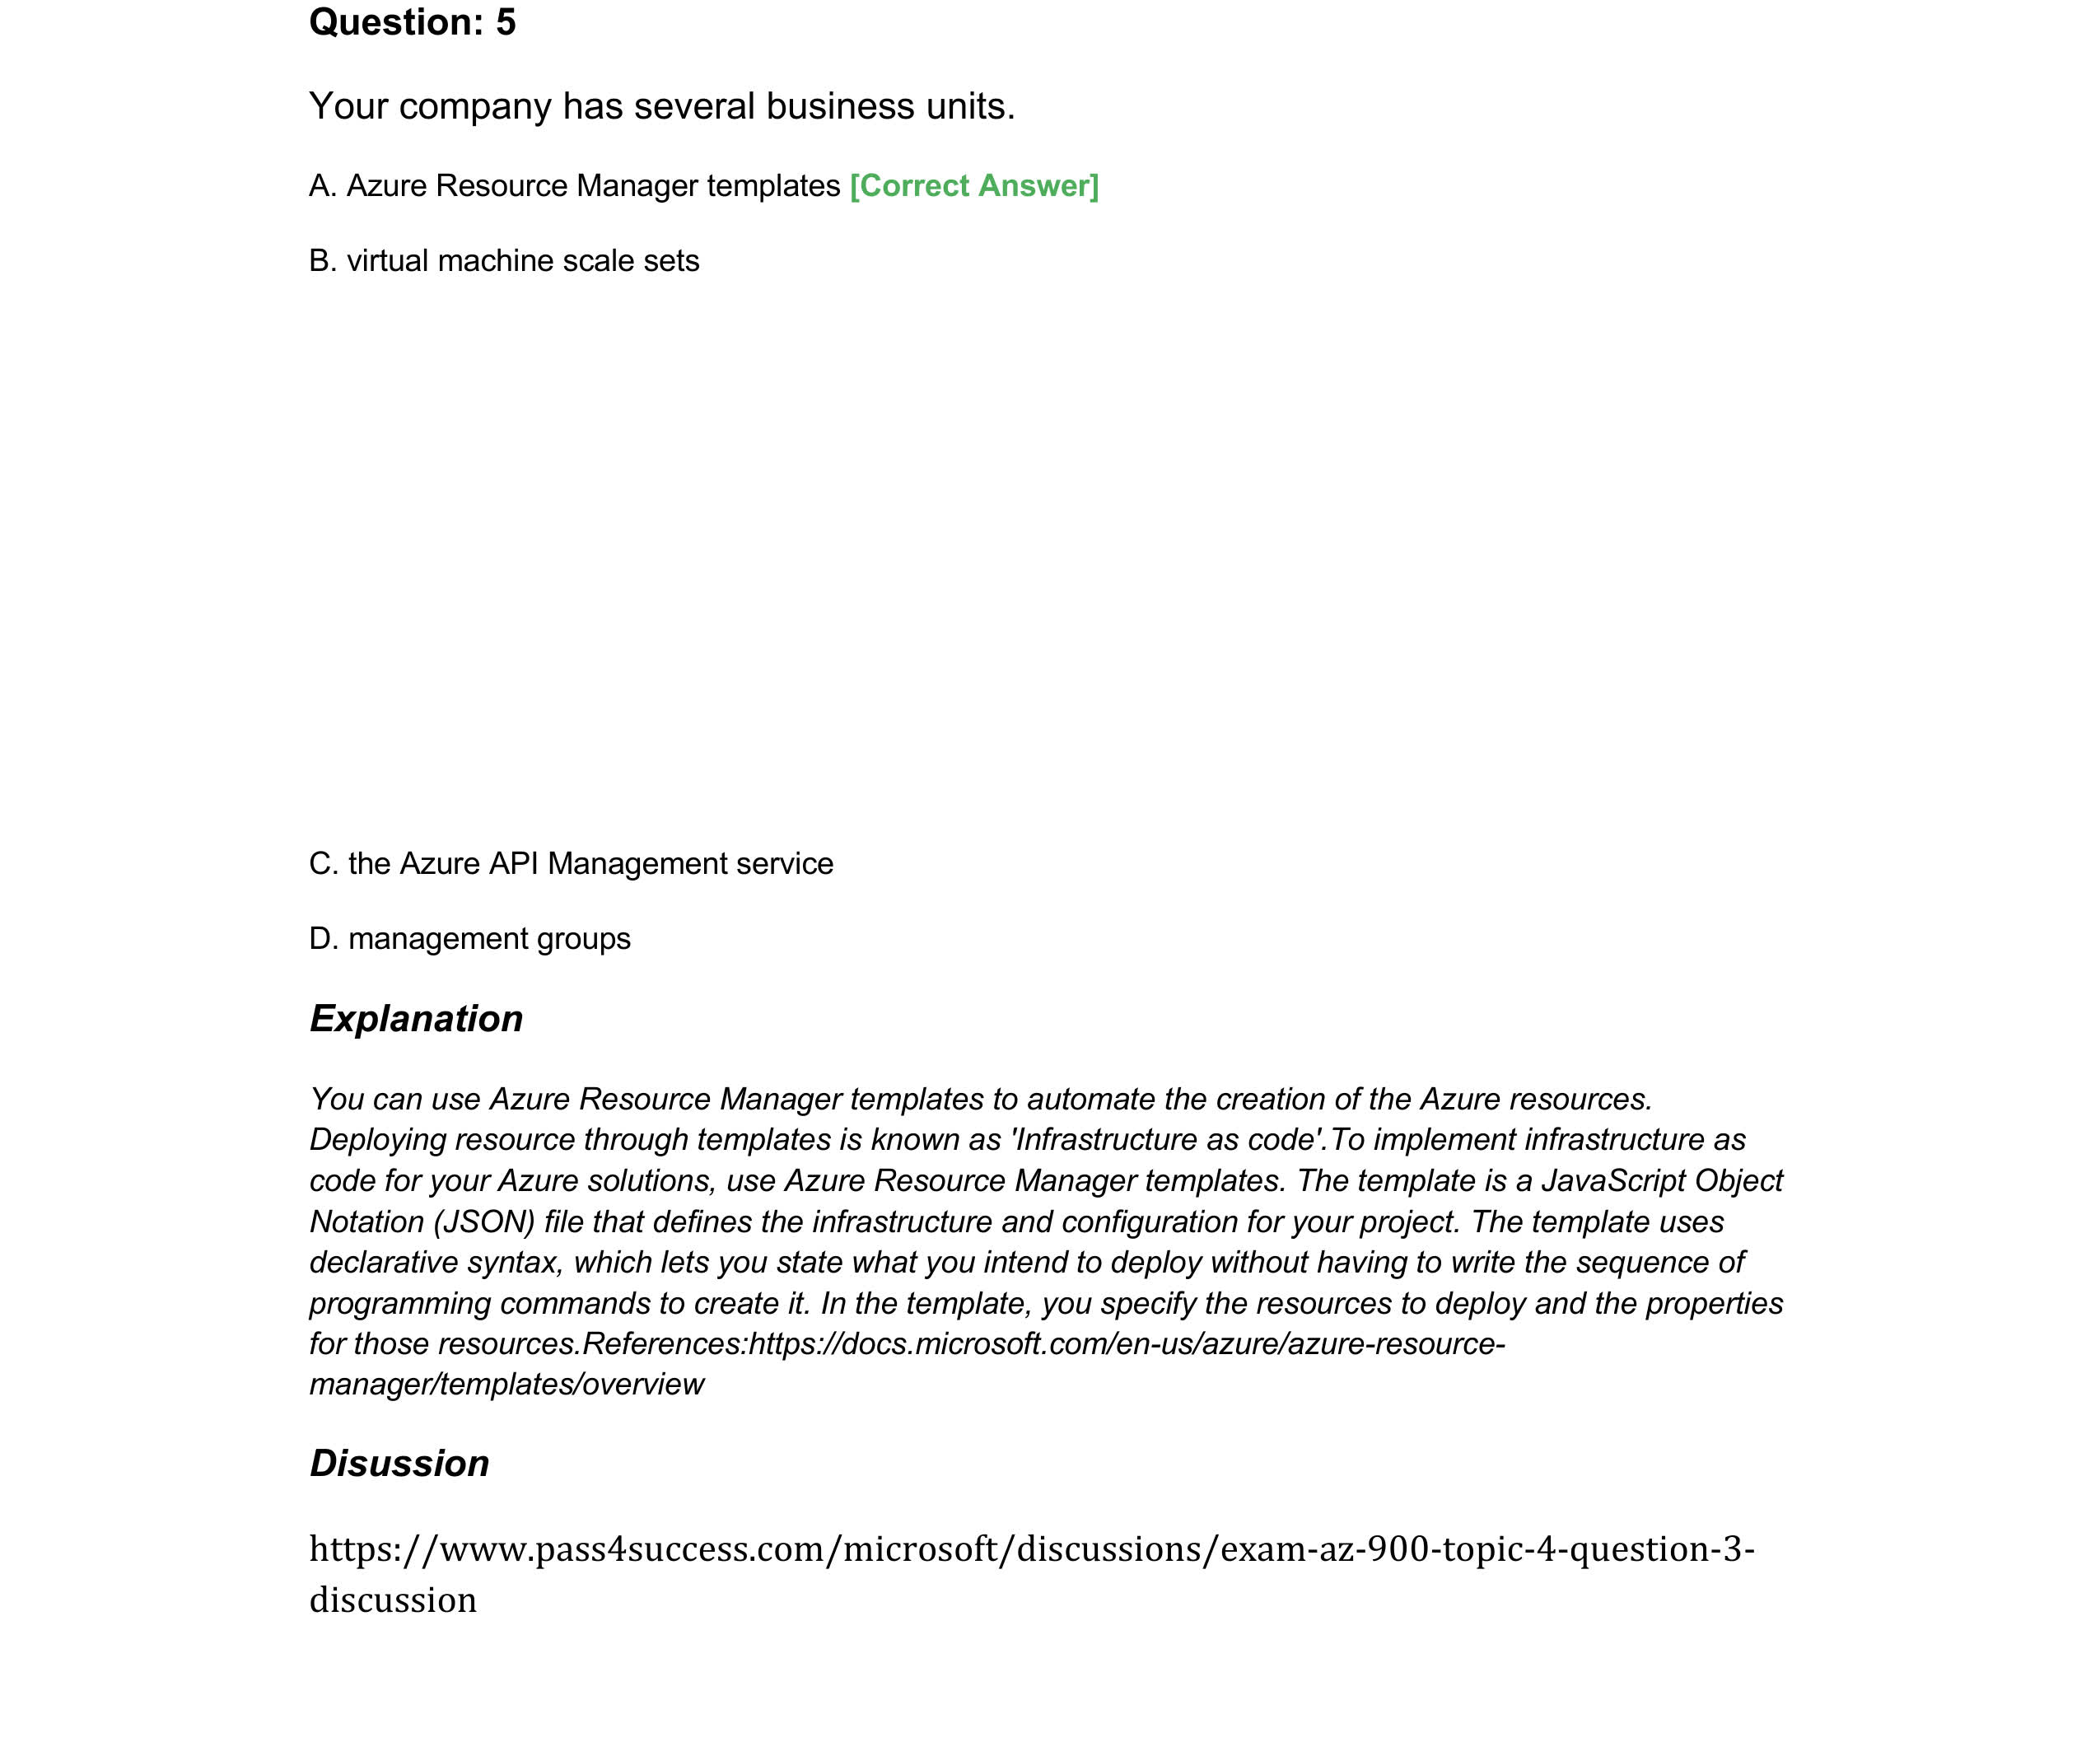 Question: 5
Your company has several business units.
A. Azure Resource Manager templates [Correct Answer]
B. virtual machine scale sets
C. the Azure API Management service
D. management groups
Explanation
You can use Azure Resource Manager templates to automate the creation of the Azure resources.
Deploying resource through templates is known as 'Infrastructure as code'.To implement infrastructure as
code for your Azure solutions, use Azure Resource Manager templates. The template is a JavaScript Object
Notation (JSON) file that defines the infrastructure and configuration for your project. The template uses
declarative syntax, which lets you state what you intend to deploy without having to write the sequence of
programming commands to create it. In the template, you specify the resources to deploy and the properties
for those resources.References:https://docs.microsoft.com/en-us/azure/azure-resource-
manager/templates/overview
Disussion
https://www.pass4success.com/microsoft/discussions/exam-az-900-topic-4-question-3-
discussion